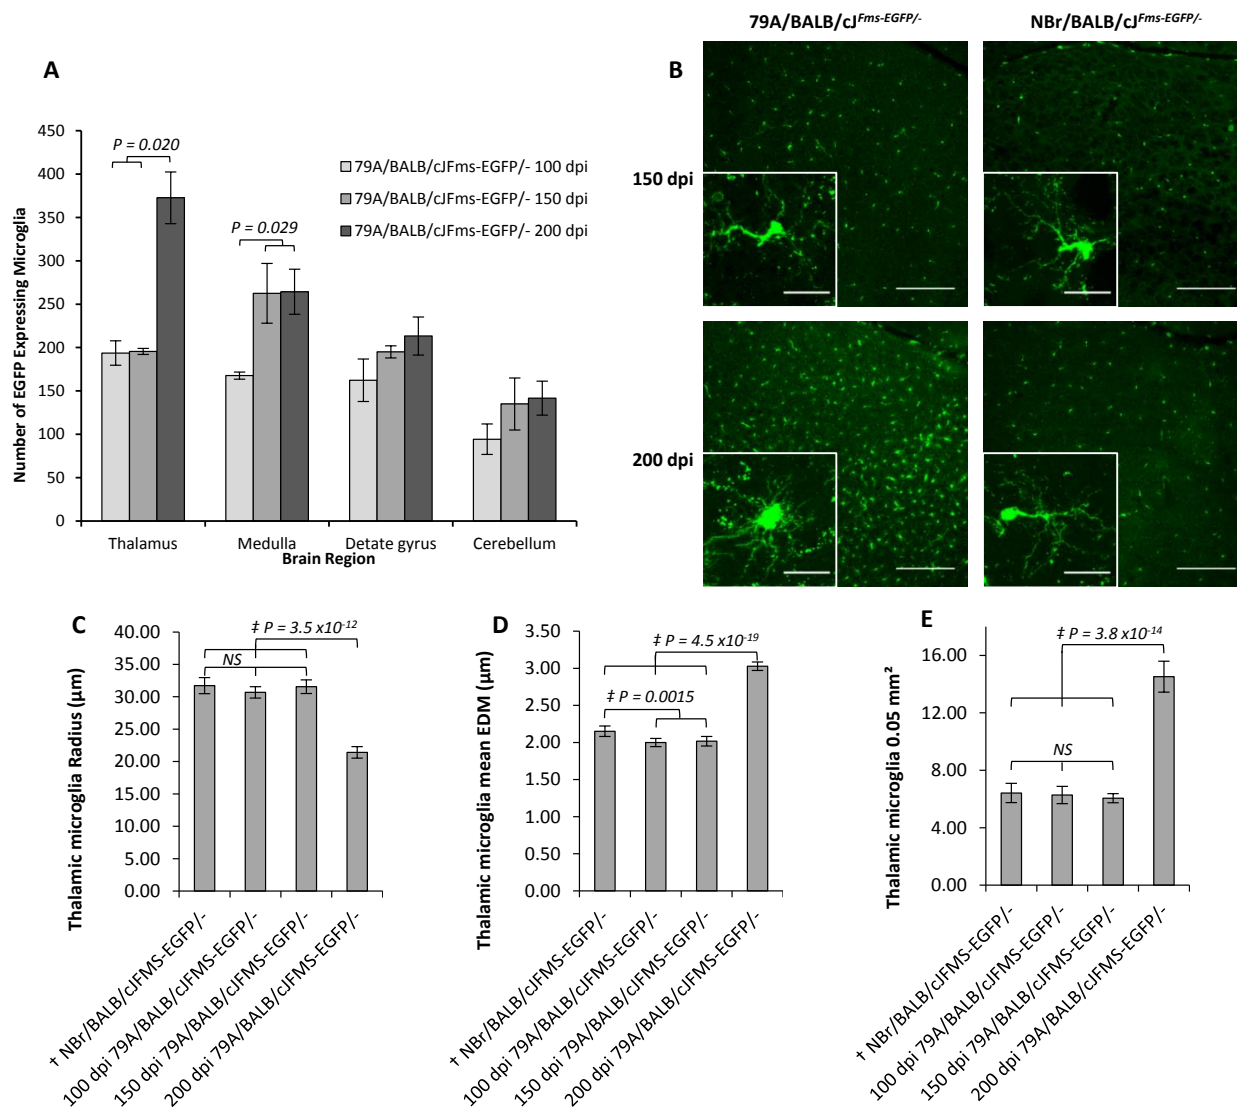 79A/BALB/cJFms-EGFP/-
NBr/BALB/cJFms-EGFP/-
A
B
450
400
350
300
250
200
150
100
50
0
Number of EGFP Expressing Microglia
P = 0.020
P = 0.029
79A/BALB/cJFms-EGFP/- 100 dpi
79A/BALB/cJFms-EGFP/- 150 dpi
79A/BALB/cJFms-EGFP/- 200 dpi
Thalamus
Medulla
Detate gyrus
Cerebellum
Brain Region
150 dpi
200 dpi
C
40.00
35.00
30.00
25.00
20.00
15.00
10.00
5.00
0.00
Thalamic microglia Radius (µm)
‡ P = 3.5 x10-12
NS
† NBr/BALB/cJFMS-EGFP/-
100 dpi 79A/BALB/cJFMS-EGFP/-
150 dpi 79A/BALB/cJFMS-EGFP/-
200 dpi 79A/BALB/cJFMS-EGFP/-
D
3.50
3.00
2.50
2.00
1.50
1.00
0.50
0.00
Thalamic microglia mean EDM (µm)
‡ P = 4.5 x10-19
‡ P = 0.0015
† NBr/BALB/cJFMS-EGFP/-
100 dpi 79A/BALB/cJFMS-EGFP/-
150 dpi 79A/BALB/cJFMS-EGFP/-
200 dpi 79A/BALB/cJFMS-EGFP/-
E
16.00
12.00
8.00
4.00
0.00
Thalamic microglia 0.05 mm²
‡ P = 3.8 x10-14
NS
† NBr/BALB/cJFMS-EGFP/-
100 dpi 79A/BALB/cJFMS-EGFP/-
150 dpi 79A/BALB/cJFMS-EGFP/-
200 dpi 79A/BALB/cJFMS-EGFP/-